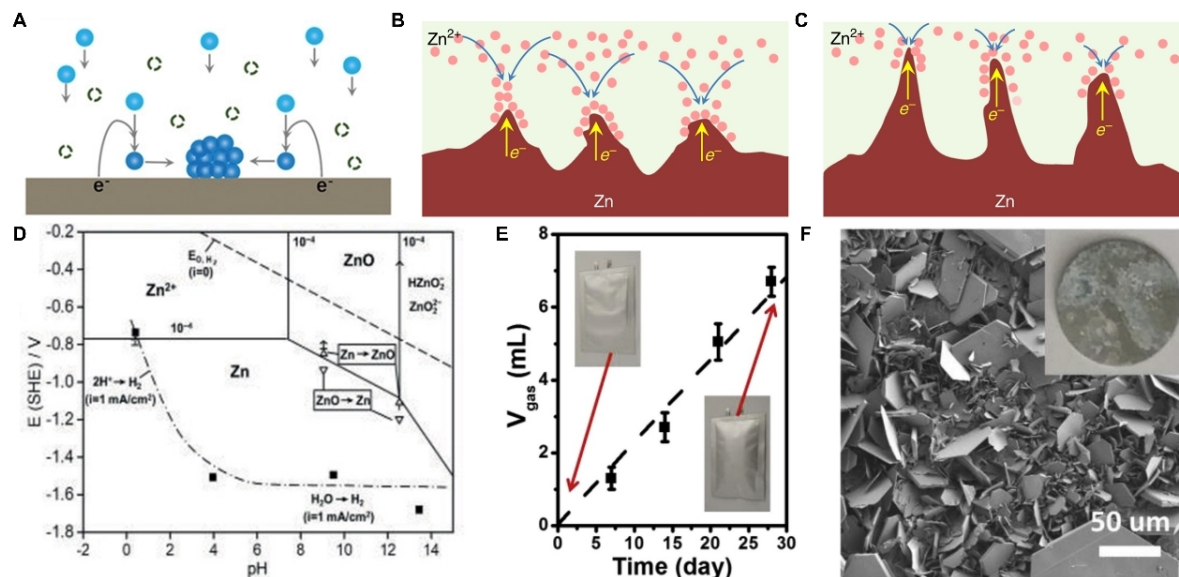 A
e-
e-
B
Zn2+
e−
e−
e−
Zn
C
Zn2+
e−
e−
e−
D
E (SHE) / V
-0.2
-0.4
-0.6
-0.8
-1.0
-1.2
-1.4
-1.6
-1.8
EO, H2
(i=0)
10−4
ZnO
10−4
HZnO2−
ZnO22−
Zn2+
10−4
Zn
Zn → ZnO
ZnO → Zn
2H+ → H2
(i=1 mA/cm2)
H2O → H2
(i=1 mA/cm2)
-2
0
2
4
6
8
10
12
14
pH
E
Vgas (mL)
8
6
4
2
0
0
5
10
15
20
25
30
Time (day)
F
50 um